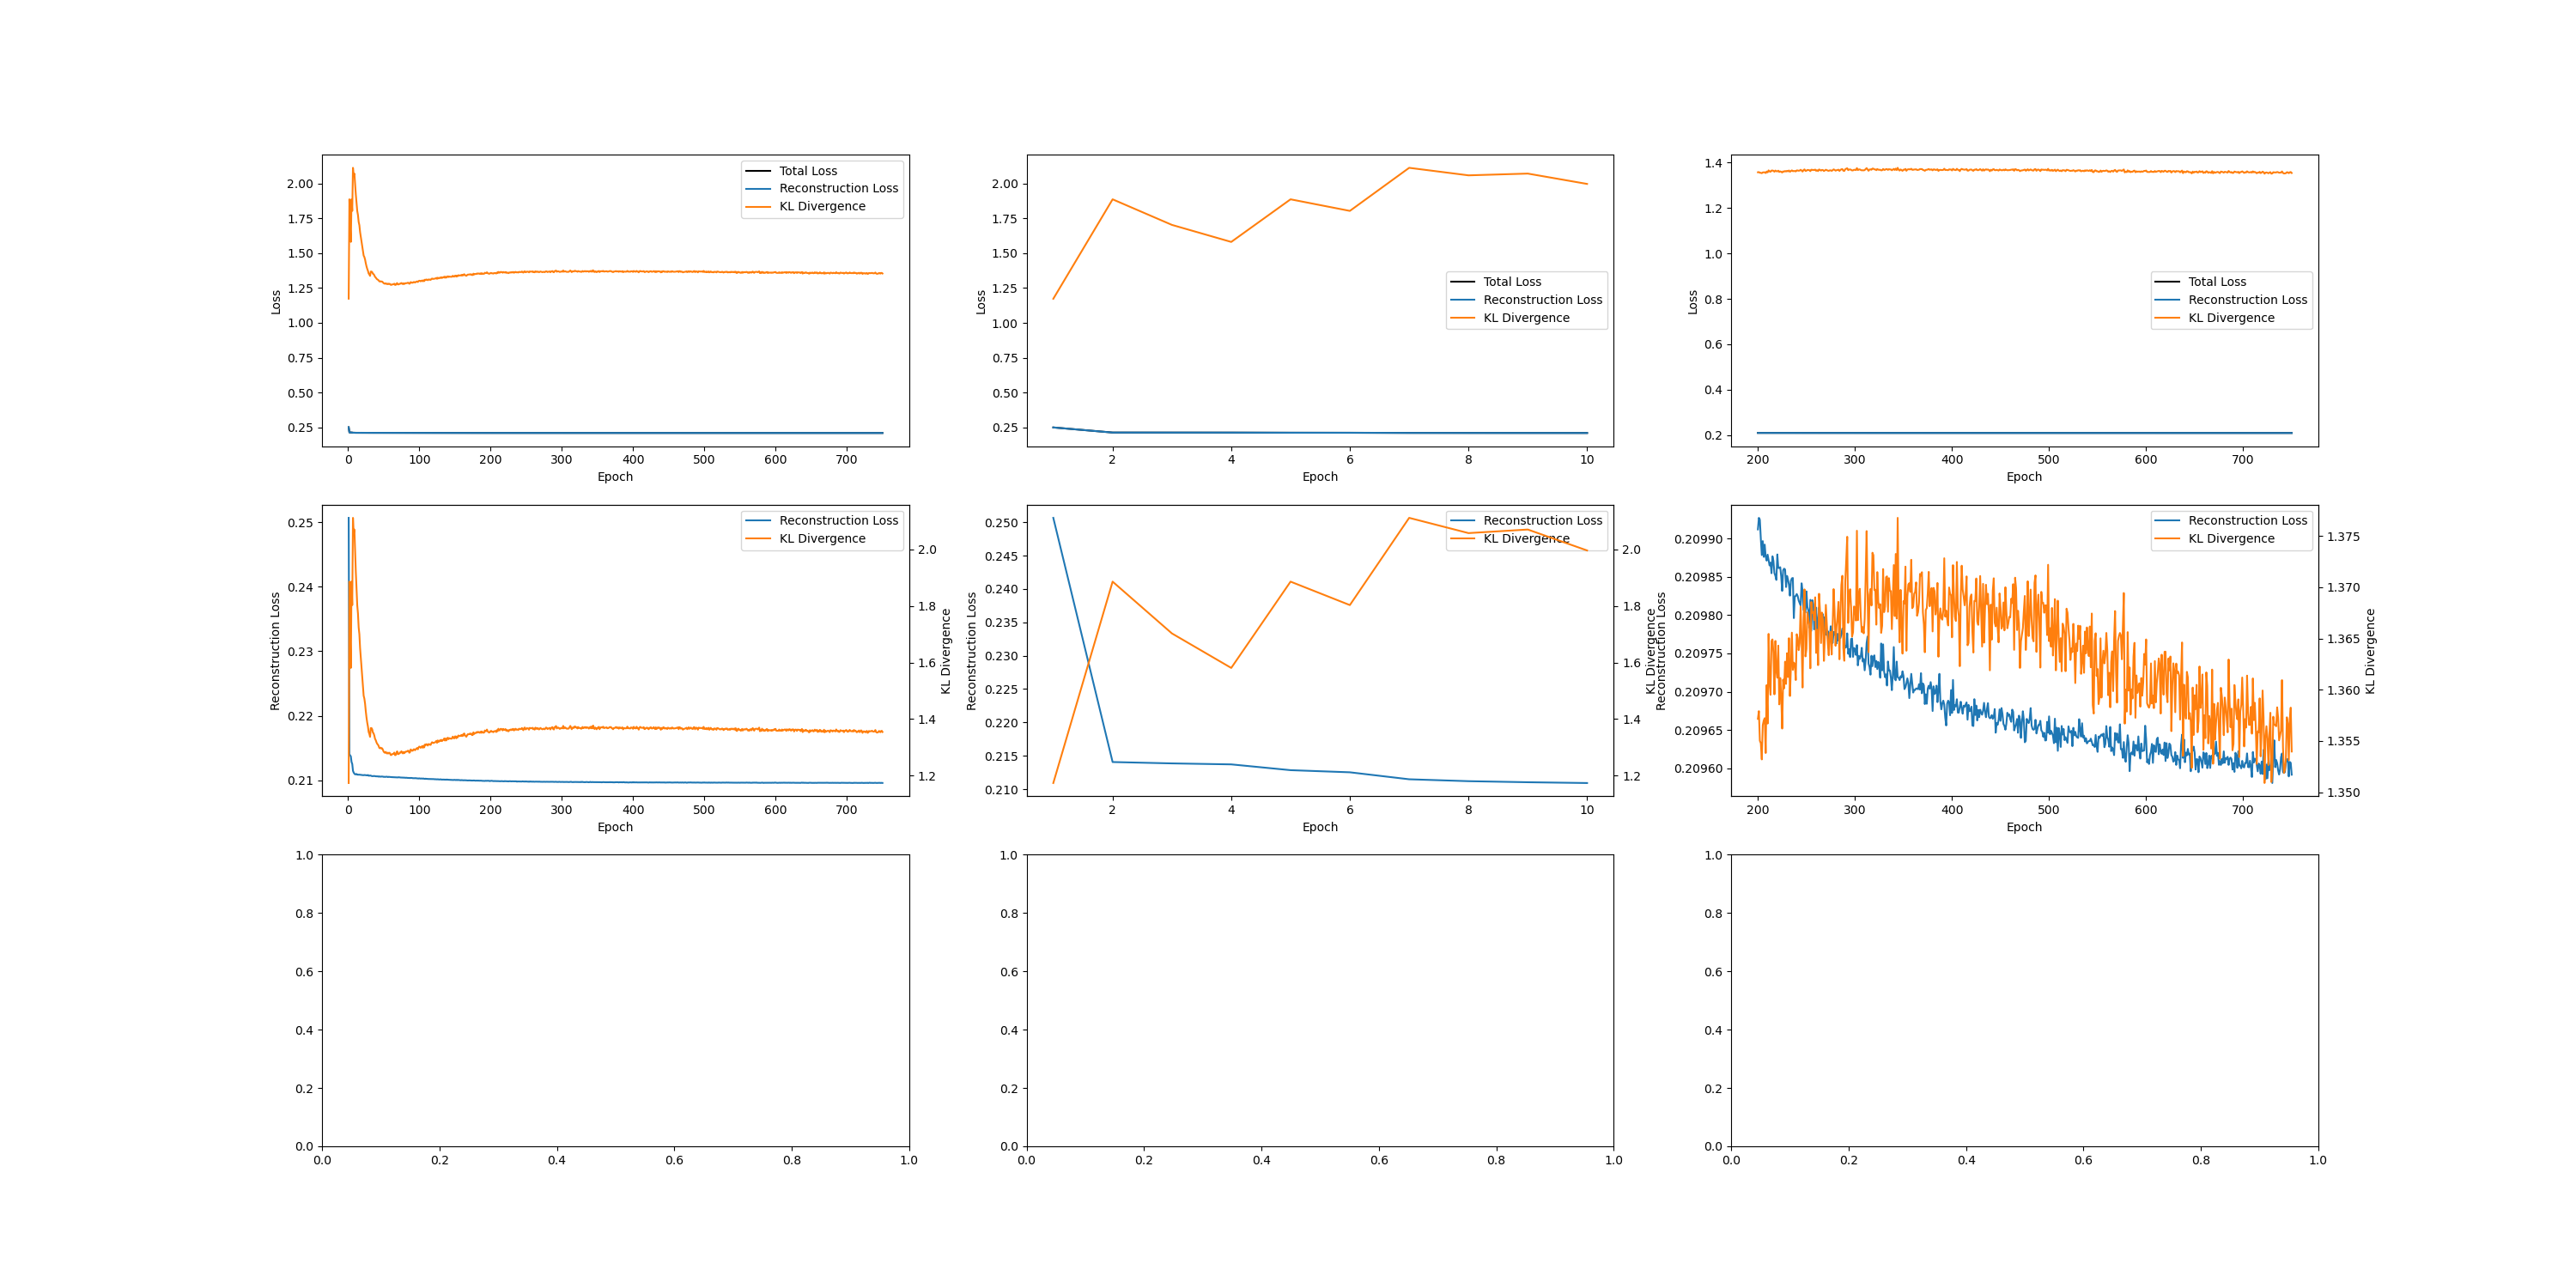 2.00
1.75
1.50
1.25
1.00
0.75
0.50
0.25
Loss
0 100 200 300 400 500 600 700
Epoch
Total Loss
Reconstruction Loss
KL Divergence
2.00
1.75
1.50
1.25
1.00
0.75
0.50
0.25
Loss
2 4 6 8 10
Epoch
Total Loss
Reconstruction Loss
KL Divergence
1.4
1.2
1.0
0.8
0.6
0.4
0.2
Loss
200 300 400 500 600 700
Epoch
Total Loss
Reconstruction Loss
KL Divergence
0.25
0.24
0.23
0.22
0.21
Reconstruction Loss
0 100 200 300 400 500 600 700
Epoch
Reconstruction Loss
KL Divergence
2.0
1.8
1.6
1.4
1.2
KL Divergence
0.250
0.245
0.240
0.235
0.230
0.225
0.220
0.215
0.210
Reconstruction Loss
2 4 6 8 10
Epoch
Reconstruction Loss
KL Divergence
2.0
1.8
1.6
1.4
1.2
KL Divergence
0.20990
0.20985
0.20980
0.20975
0.20970
0.20965
0.20960
Reconstruction Loss
200 300 400 500 600 700
Epoch
Reconstruction Loss
KL Divergence
1.375
1.370
1.365
1.360
1.355
1.350
KL Divergence
1.0
0.8
0.6
0.4
0.2
0.0
0.0 0.2 0.4 0.6 0.8 1.0
1.0
0.8
0.6
0.4
0.2
0.0
0.0 0.2 0.4 0.6 0.8 1.0
1.0
0.8
0.6
0.4
0.2
0.0
0.0 0.2 0.4 0.6 0.8 1.0